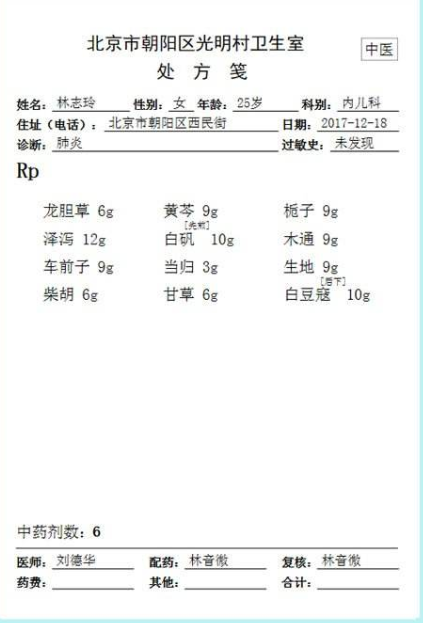 北京市朝阳区光明村卫生室
中医
处 方 笺
姓名: 林志玲 性别: 女 年龄: 25岁 科别: 内儿科
住址(电话): 北京市朝阳区西民街 日期: 2017-12-18
诊断: 肺炎 过敏史: 未发现
Rp
龙胆草 6g 黄芩 9g 栀子 9g
[先煎]
泽泻 12g 白矾 10g 木通 9g
车前子 9g 当归 3g 生地 9g
[后下]
柴胡 6g 甘草 6g 白豆寇 10g
中药剂数: 6
医师: 刘德华 配药: 林音微 复核: 林音微
药费: 其他: 合计: